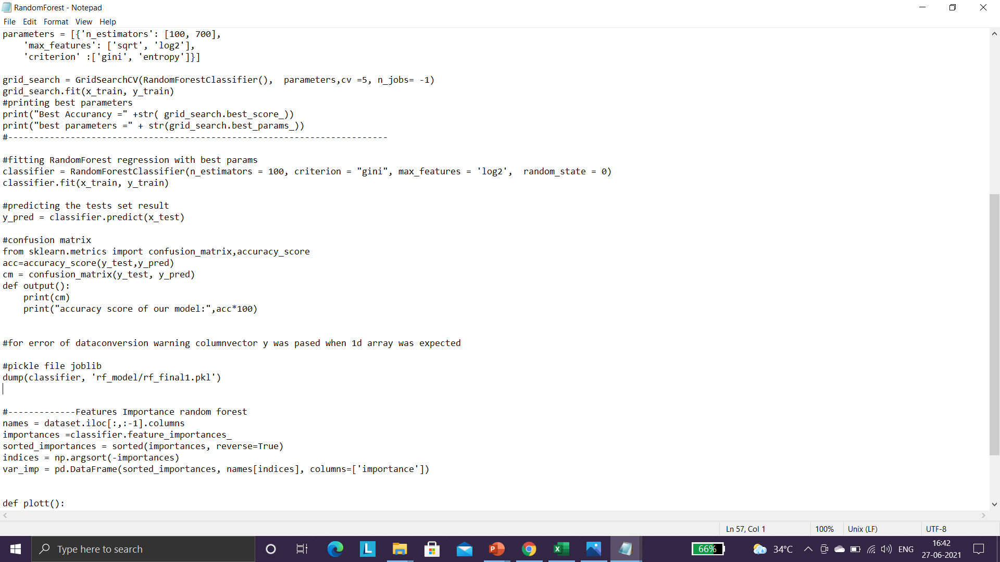 RandomForest - Notepad
File Edit Format View Help
parameters = [{'n_estimators': [100, 700],
    'max_features': ['sqrt', 'log2'],
    'criterion' :['gini', 'entropy']}]
grid_search = GridSearchCV(RandomForestClassifier(),  parameters,cv =5, n_jobs= -1)
grid_search.fit(x_train, y_train)
#printing best parameters
print("Best Accurancy =" +str( grid_search.best_score_))
print("best parameters =" + str(grid_search.best_params_))
#-------------------------------------------------------------------------
#fitting RandomForest regression with best params
classifier = RandomForestClassifier(n_estimators = 100, criterion = "gini", max_features = 'log2',  random_state = 0)
classifier.fit(x_train, y_train)
#predicting the tests set result
y_pred = classifier.predict(x_test)
#confusion matrix
from sklearn.metrics import confusion_matrix,accuracy_score
acc=accuracy_score(y_test,y_pred)
cm = confusion_matrix(y_test, y_pred)
def output():
    print(cm)
    print("accuracy score of our model:",acc*100)
#for error of dataconversion warning columnvector y was pased when 1d array was expected
#pickle file joblib
dump(classifier, 'rf_model/rf_final1.pkl')
#-------------Features Importance random forest
names = dataset.iloc[:,:-1].columns
importances =classifier.feature_importances_
sorted_importances = sorted(importances, reverse=True)
indices = np.argsort(-importances)
var_imp = pd.DataFrame(sorted_importances, names[indices], columns=['importance'])
def plott():
Ln 57, Col 1 100% Unix (LF) UTF-8
Type here to search L P X 66% 34°C ENG 16:42
27-06-2021